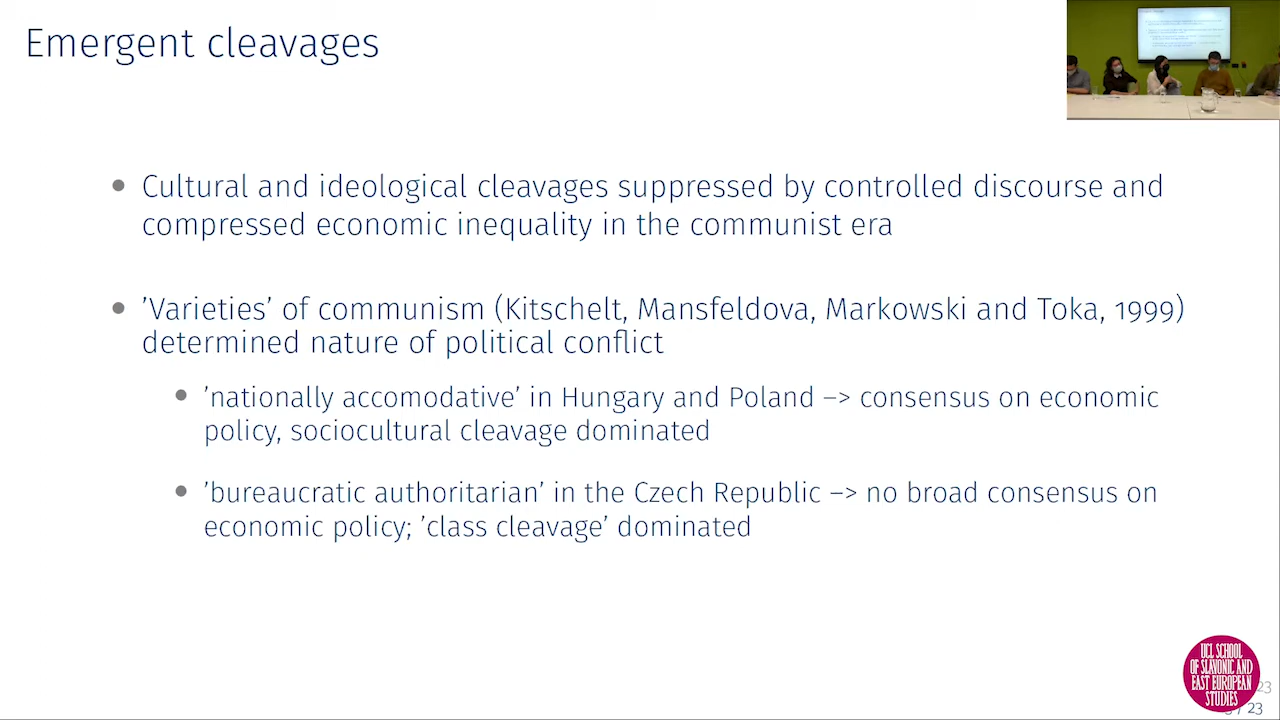 Emergent cleavages
Cultural and ideological cleavages suppressed by controlled discourse and
compressed economic inequality in the communist era
’Varieties’ of communism (Kitschelt, Mansfeldova, Markowski and Toka, 1999)
determined nature of political conflict
’nationally accomodative’ in Hungary and Poland –> consensus on economic
policy, sociocultural cleavage dominated
’bureaucratic authoritarian’ in the Czech Republic –> no broad consensus on
economic policy; ’class cleavage’ dominated
UCL SCHOOL
OF SLAVONIC AND
EAST EUROPEAN
STUDIES
23
/ 23